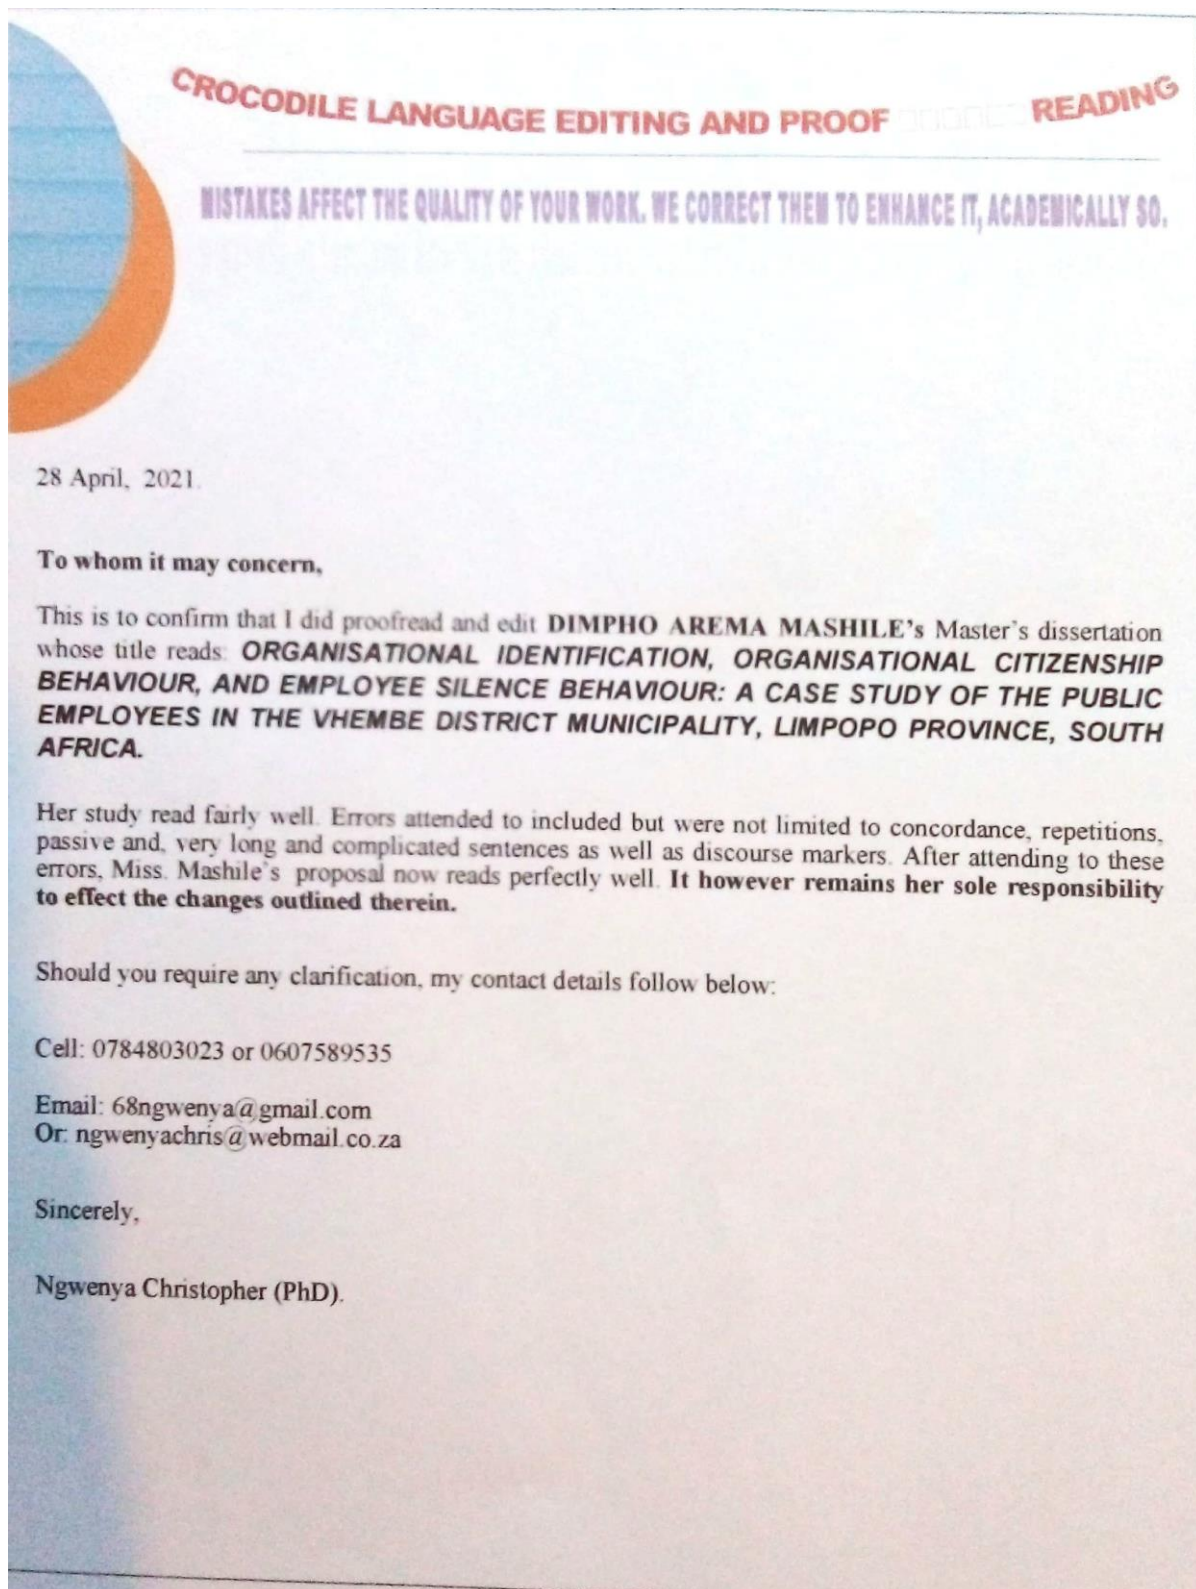 CROCODILE LANGUAGE EDITING AND PROOF READING
MISTAKES AFFECT THE QUALITY OF YOUR WORK. WE CORRECT THEM TO ENHANCE IT, ACADEMICALLY SO.
28 April, 2021.
To whom it may concern,
This is to confirm that I did proofread and edit DIMPHO AREMA MASHILE's Master's dissertation
whose title reads: ORGANISATIONAL IDENTIFICATION, ORGANISATIONAL CITIZENSHIP
BEHAVIOUR, AND EMPLOYEE SILENCE BEHAVIOUR: A CASE STUDY OF THE PUBLIC
EMPLOYEES IN THE VHEMBE DISTRICT MUNICIPALITY, LIMPOPO PROVINCE, SOUTH
AFRICA.
Her study read fairly well. Errors attended to included but were not limited to concordance, repetitions,
passive and, very long and complicated sentences as well as discourse markers. After attending to these
errors, Miss. Mashile's proposal now reads perfectly well. It however remains her sole responsibility
to effect the changes outlined therein.
Should you require any clarification, my contact details follow below:
Cell: 0784803023 or 0607589535
Email: 68ngwenya@gmail.com
Or: ngwenyachris@webmail.co.za
Sincerely,
Ngwenya Christopher (PhD).